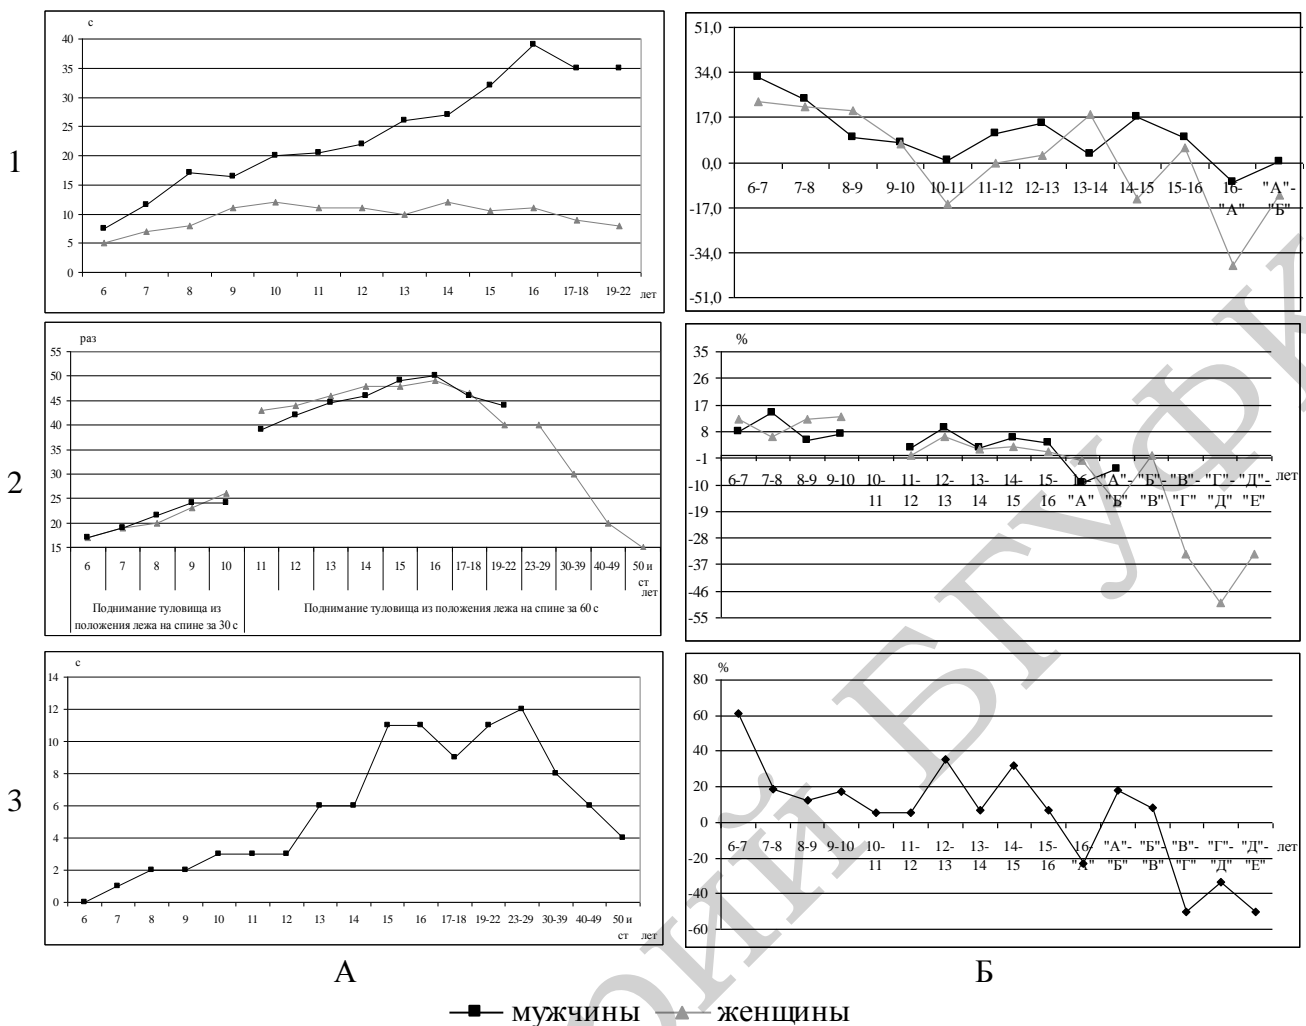 1
с
40
35
30
25
20
15
10
5
0
6 7 8 9 10 11 12 13 14 15 16 17-18 19-22 лет
51,0
34,0
17,0
0,0
-17,0
-34,0
-51,0
6-7 7-8 8-9 9-10 10-11 11-12 12-13 13-14 14-15 15-16 16-"А" "А"-"Б"
2
раз
55
50
45
40
35
30
25
20
15
6 7 8 9 10 11 12 13 14 15 16 17-18 19-22 23-29 30-39 40-49 50 и
ст
лет
Поднимание туловища из
положения лежа на спине за 30 с
Поднимание туловища из положения лежа на спине за 60 с
%
35
26
17
8
-1
-10
-19
-28
-37
-46
-55
6-7 7-8 8-9 9-10 10- 11- 12- 13- 14- 15- 16- "А"- "Б"- "В"- "Г"- "Д"- лет
11 12 13 14 15 16 "А" "Б" "В" "Г" "Д" "Е"
3
с
14
12
10
8
6
4
2
0
6 7 8 9 10 11 12 13 14 15 16 17-18 19-22 23-29 30-39 40-49 50 и
ст лет
%
80
60
40
20
0
-20
-40
-60
6-7 7-8 8-9 9-10 10- 11- 12- 13- 14- 15- 16- "А"- "Б"- "В"- "Г"- "Д"- лет
11 12 13 14 15 16 "А" "Б" "В" "Г" "Д" "Е"
А
Б
мужчины женщины
БГУФК